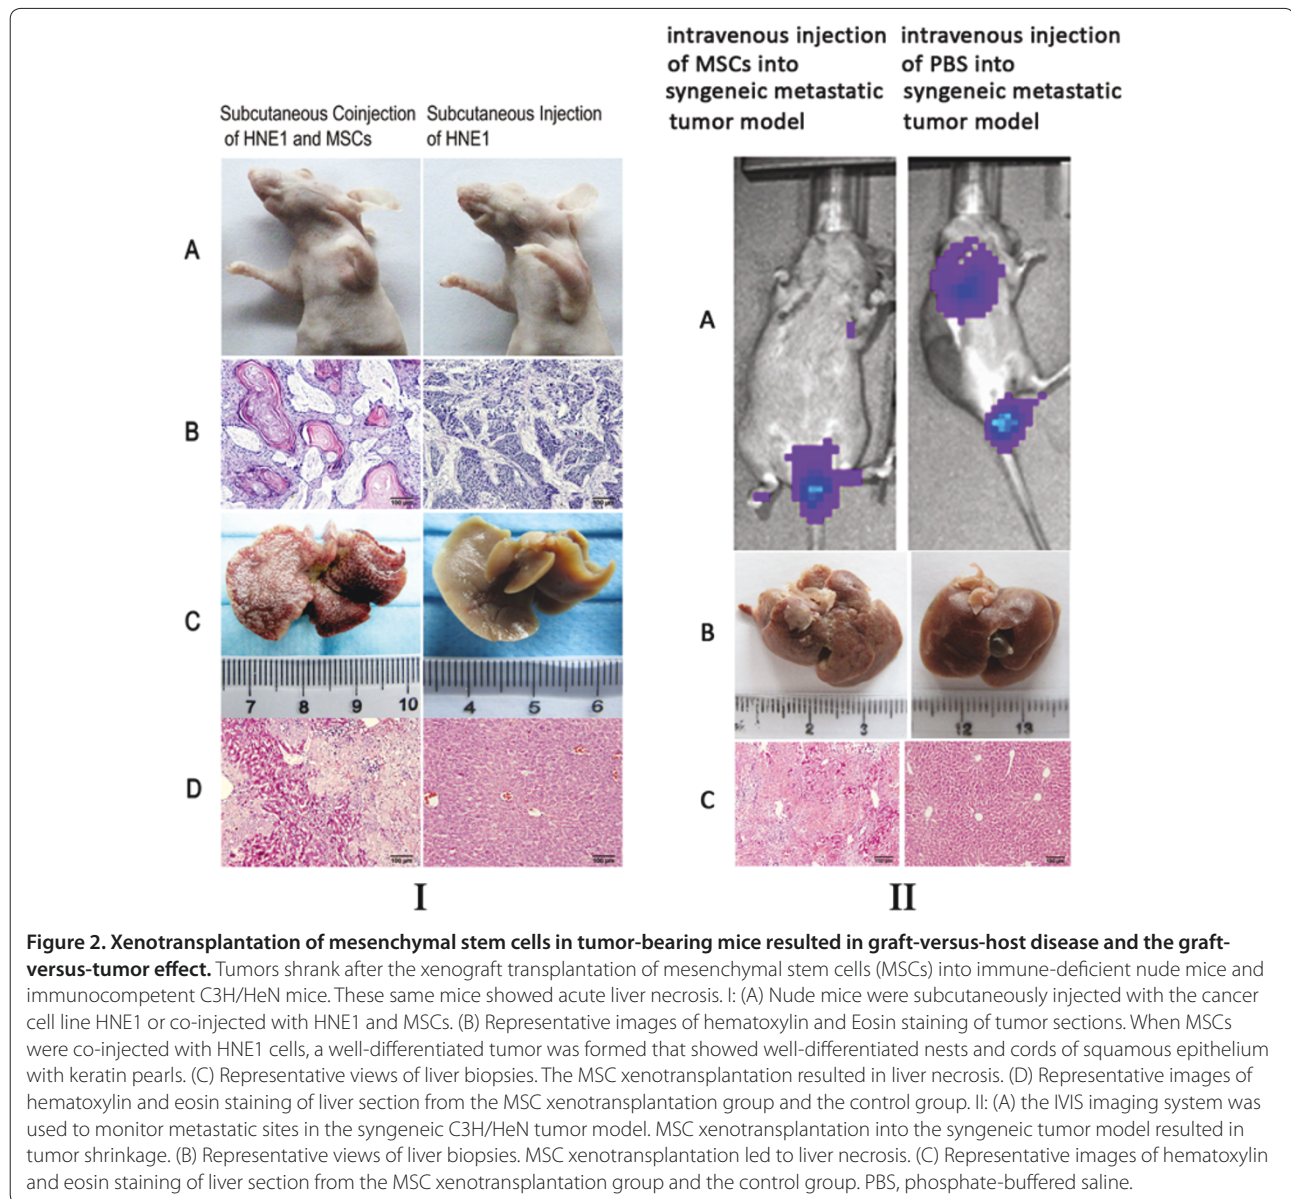 intravenous injection
of MSCs into
syngeneic metastatic
tumor model
intravenous injection
of PBS into
syngeneic metastatic
tumor model
Subcutaneous Coinjection
of HNE1 and MSCs
Subcutaneous Injection
of HNE1
A
B
100 μm
100 μm
C
7 8 9 10
4 5 6
D
100 μm
100 μm
I
A
B
2 3
12 13
C
100 μm
100 μm
II
Figure 2. Xenotransplantation of mesenchymal stem cells in tumor-bearing mice resulted in graft-versus-host disease and the graft-
versus-tumor effect. Tumors shrank after the xenograft transplantation of mesenchymal stem cells (MSCs) into immune-deficient nude mice and
immunocompetent C3H/HeN mice. These same mice showed acute liver necrosis. I: (A) Nude mice were subcutaneously injected with the cancer
cell line HNE1 or co-injected with HNE1 and MSCs. (B) Representative images of hematoxylin and Eosin staining of tumor sections. When MSCs
were co-injected with HNE1 cells, a well-differentiated tumor was formed that showed well-differentiated nests and cords of squamous epithelium
with keratin pearls. (C) Representative views of liver biopsies. The MSC xenotransplantation resulted in liver necrosis. (D) Representative images of
hematoxylin and eosin staining of liver section from the MSC xenotransplantation group and the control group. II: (A) the IVIS imaging system was
used to monitor metastatic sites in the syngeneic C3H/HeN tumor model. MSC xenotransplantation into the syngeneic tumor model resulted in
tumor shrinkage. (B) Representative views of liver biopsies. MSC xenotransplantation led to liver necrosis. (C) Representative images of hematoxylin
and eosin staining of liver section from the MSC xenotransplantation group and the control group. PBS, phosphate-buffered saline.